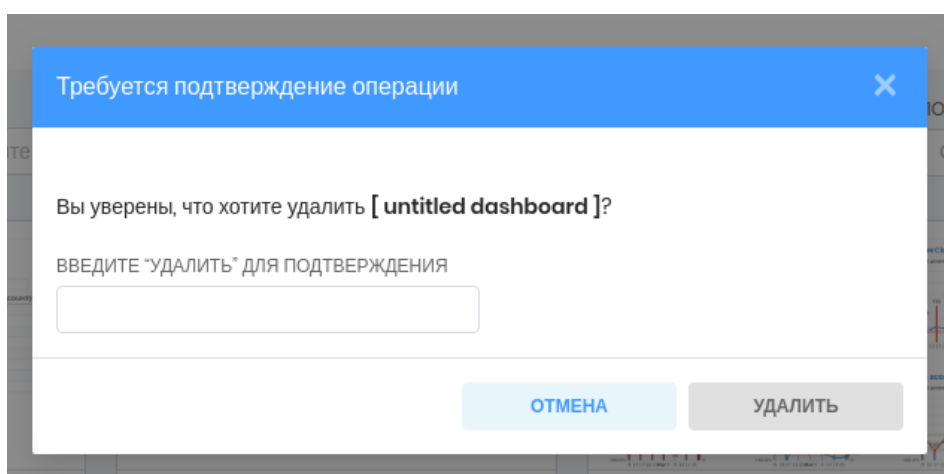 Требуется подтверждение операции
Вы уверены, что хотите удалить [ untitled dashboard ]?
ВВЕДИТЕ “УДАЛИТЬ” ДЛЯ ПОДТВЕРЖДЕНИЯ
ОТМЕНА
УДАЛИТЬ